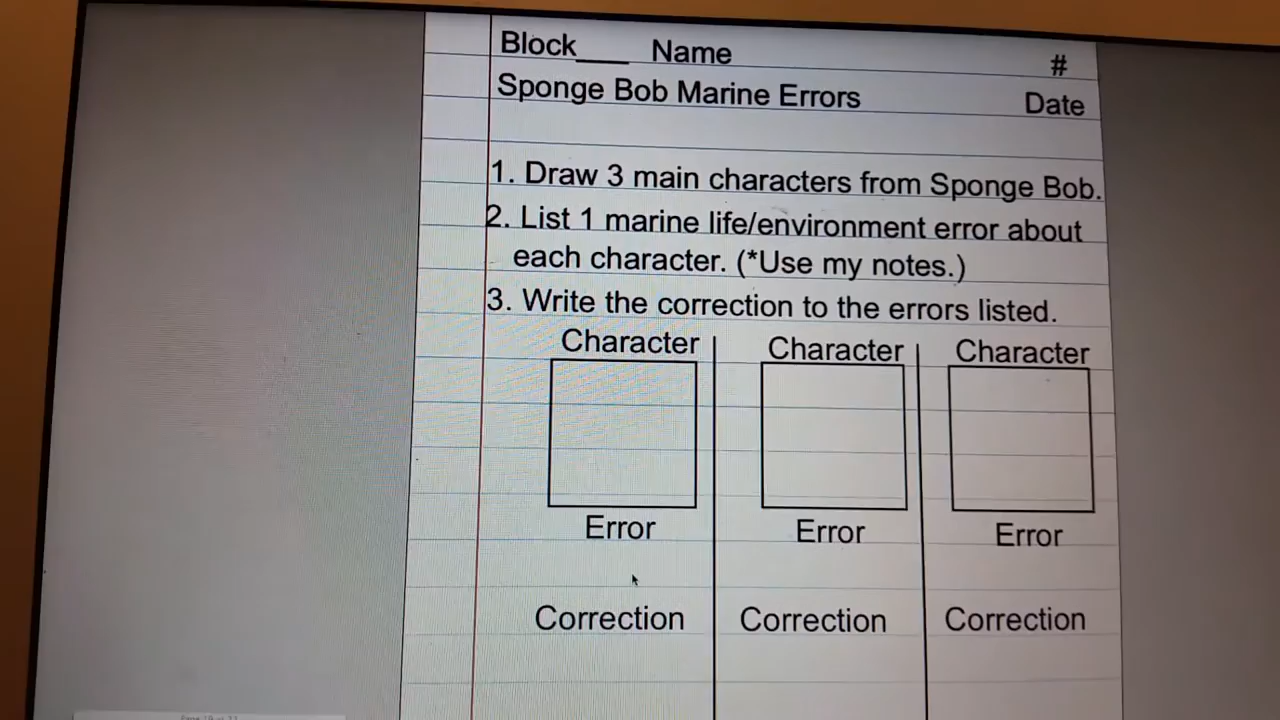 Block____ Name #
Sponge Bob Marine Errors Date
1. Draw 3 main characters from Sponge Bob.
2. List 1 marine life/environment error about
each character. (*Use my notes.)
3. Write the correction to the errors listed.
Character Character Character
Error Error Error
Correction Correction Correction